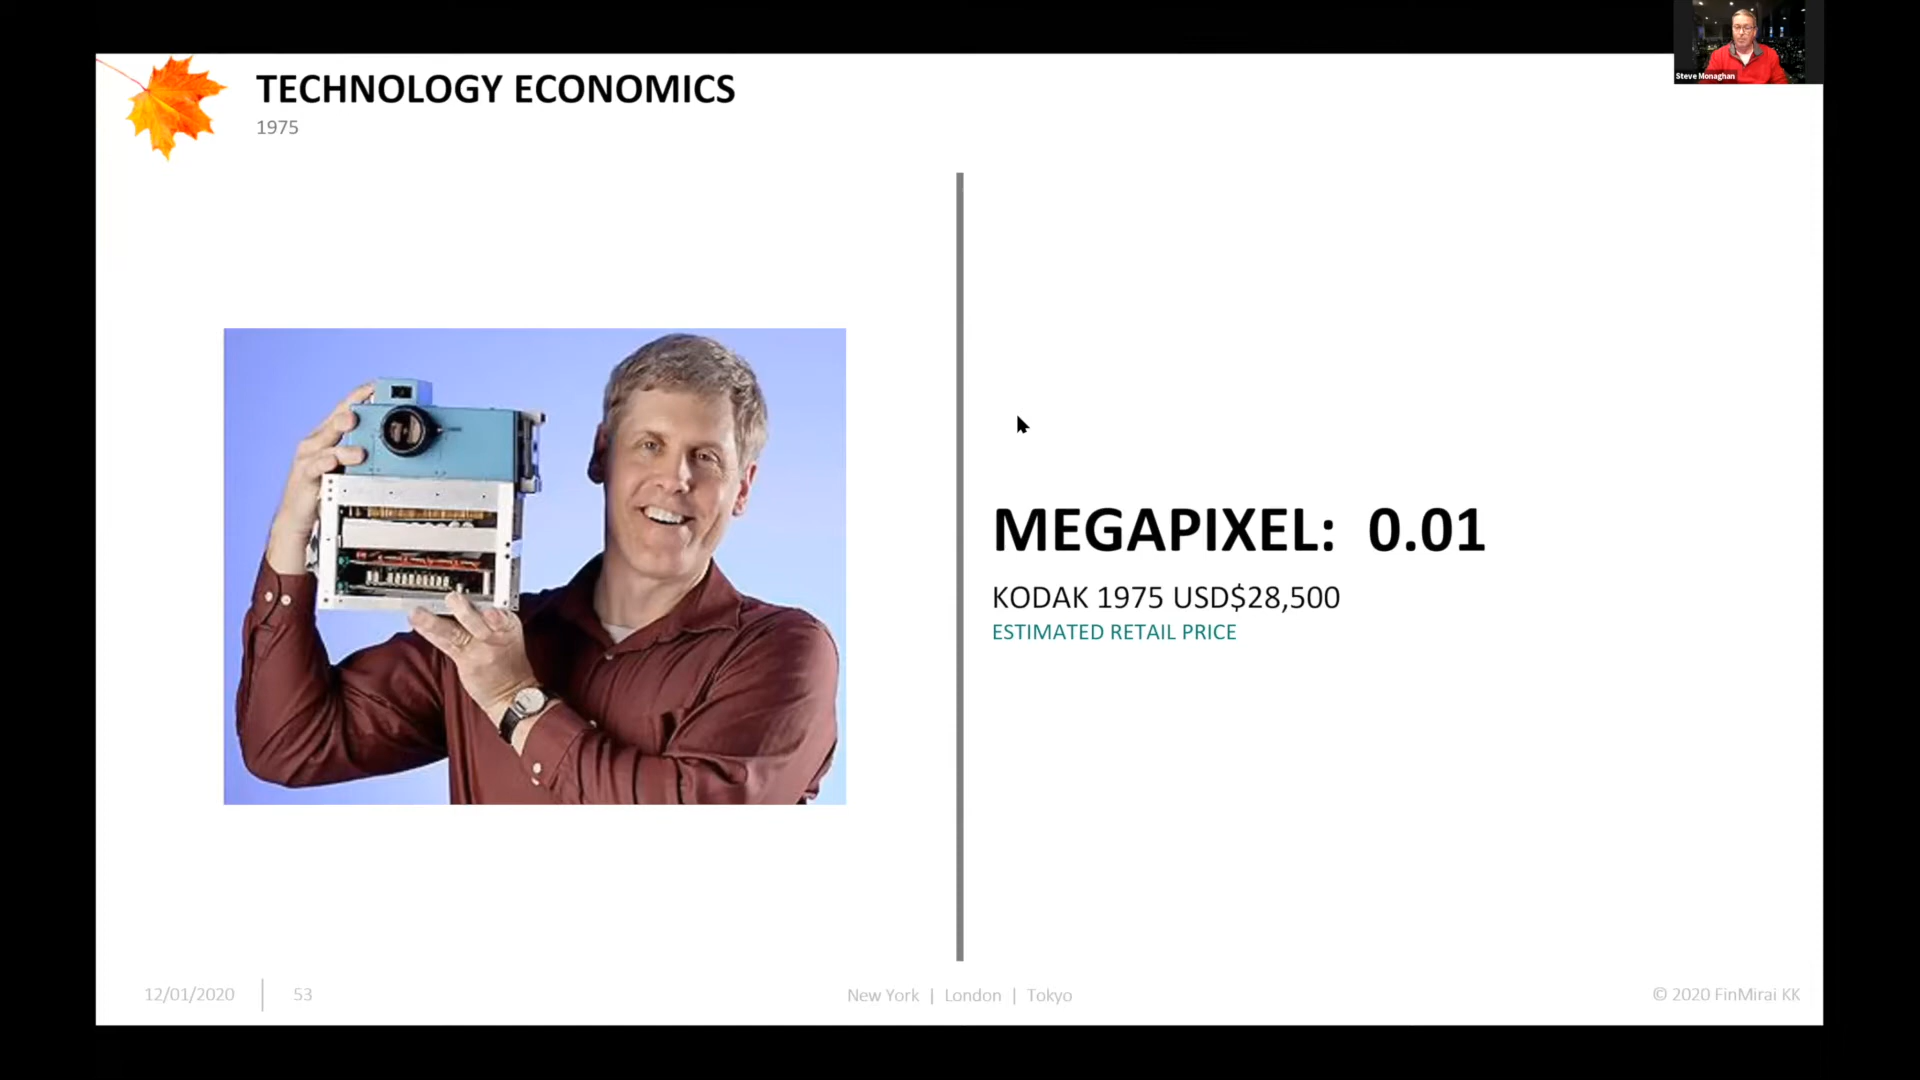 Steve Monaghan
TECHNOLOGY ECONOMICS
1975
MEGAPIXEL: 0.01
KODAK 1975 USD$28,500
ESTIMATED RETAIL PRICE
12/01/2020
53
New York | London | Tokyo
© 2020 FinMirai KK